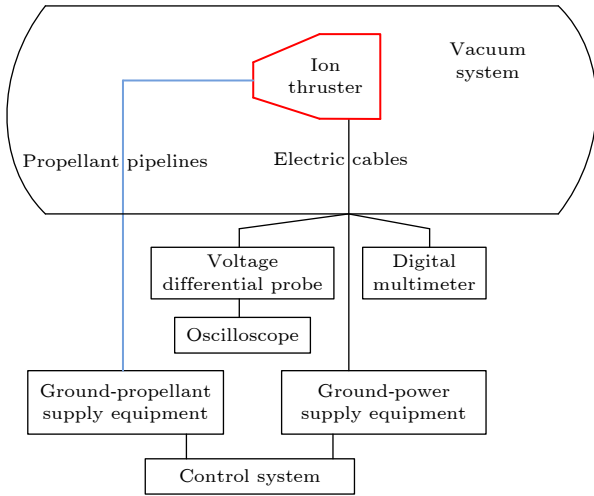 Ion
thruster
Vacuum
system
Propellant pipelines
Electric cables
Voltage
differential probe
Digital
multimeter
Oscilloscope
Ground-propellant
supply equipment
Ground-power
supply equipment
Control system